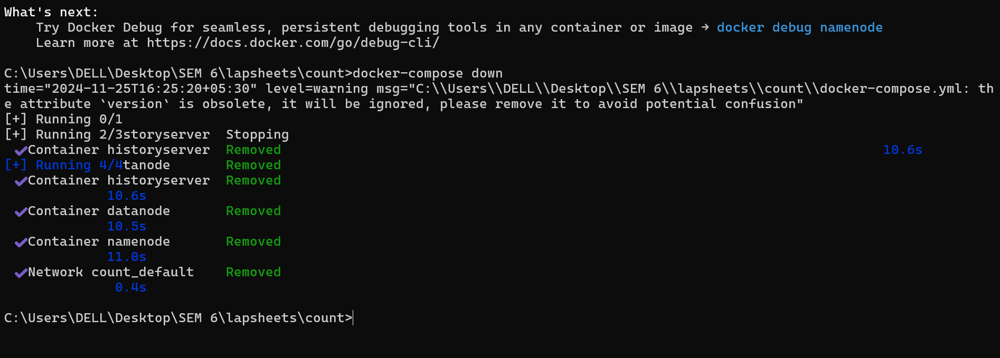 What's next:
    Try Docker Debug for seamless, persistent debugging tools in any container or image → docker debug namenode
    Learn more at https://docs.docker.com/go/debug-cli/

C:\Users\DELL\Desktop\SEM 6\lapsheets\count>docker-compose down
time="2024-11-25T16:25:20+05:30" level=warning msg="C:\\Users\\DELL\\Desktop\\SEM 6\\lapsheets\\count\\docker-compose.yml: th
e attribute `version` is obsolete, it will be ignored, please remove it to avoid potential confusion"
[+] Running 0/1
[+] Running 2/3storyserver  Stopping
 ✔Container historyserver  Removed 10.6s
[+] Running 4/4tanode       Removed
 ✔Container historyserver  Removed
             10.6s
 ✔Container datanode       Removed
             10.5s
 ✔Container namenode       Removed
             11.0s
 ✔Network count_default    Removed
              0.4s

C:\Users\DELL\Desktop\SEM 6\lapsheets\count>